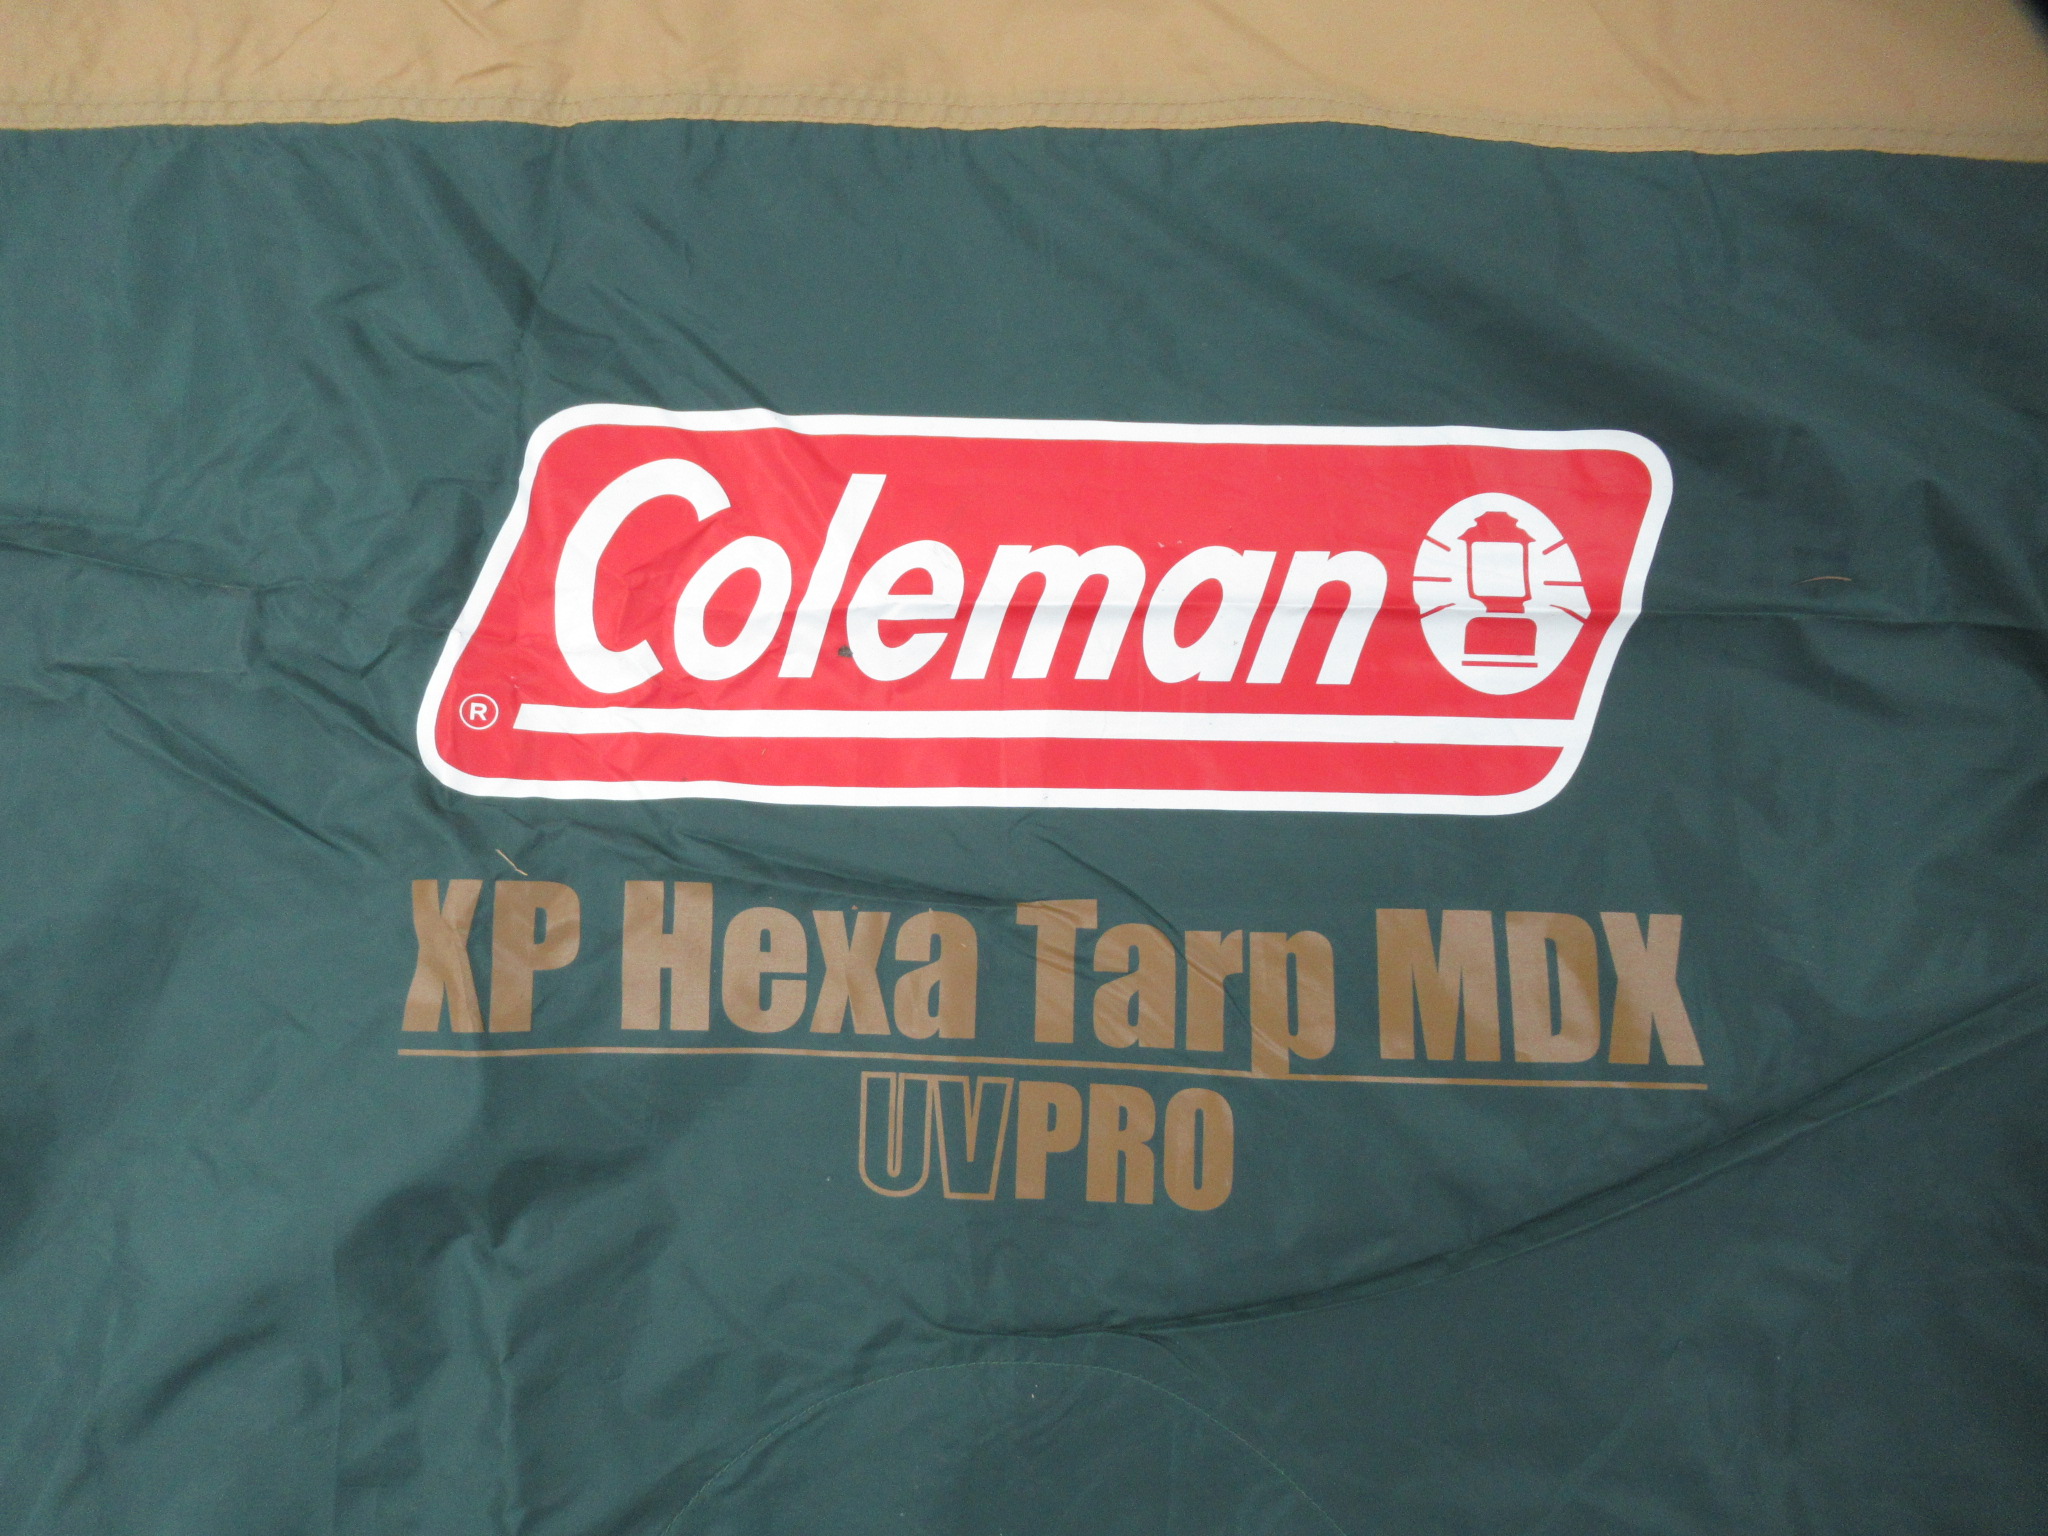 Coleman
®
XP Hexa Tarp MDX
UVPRO